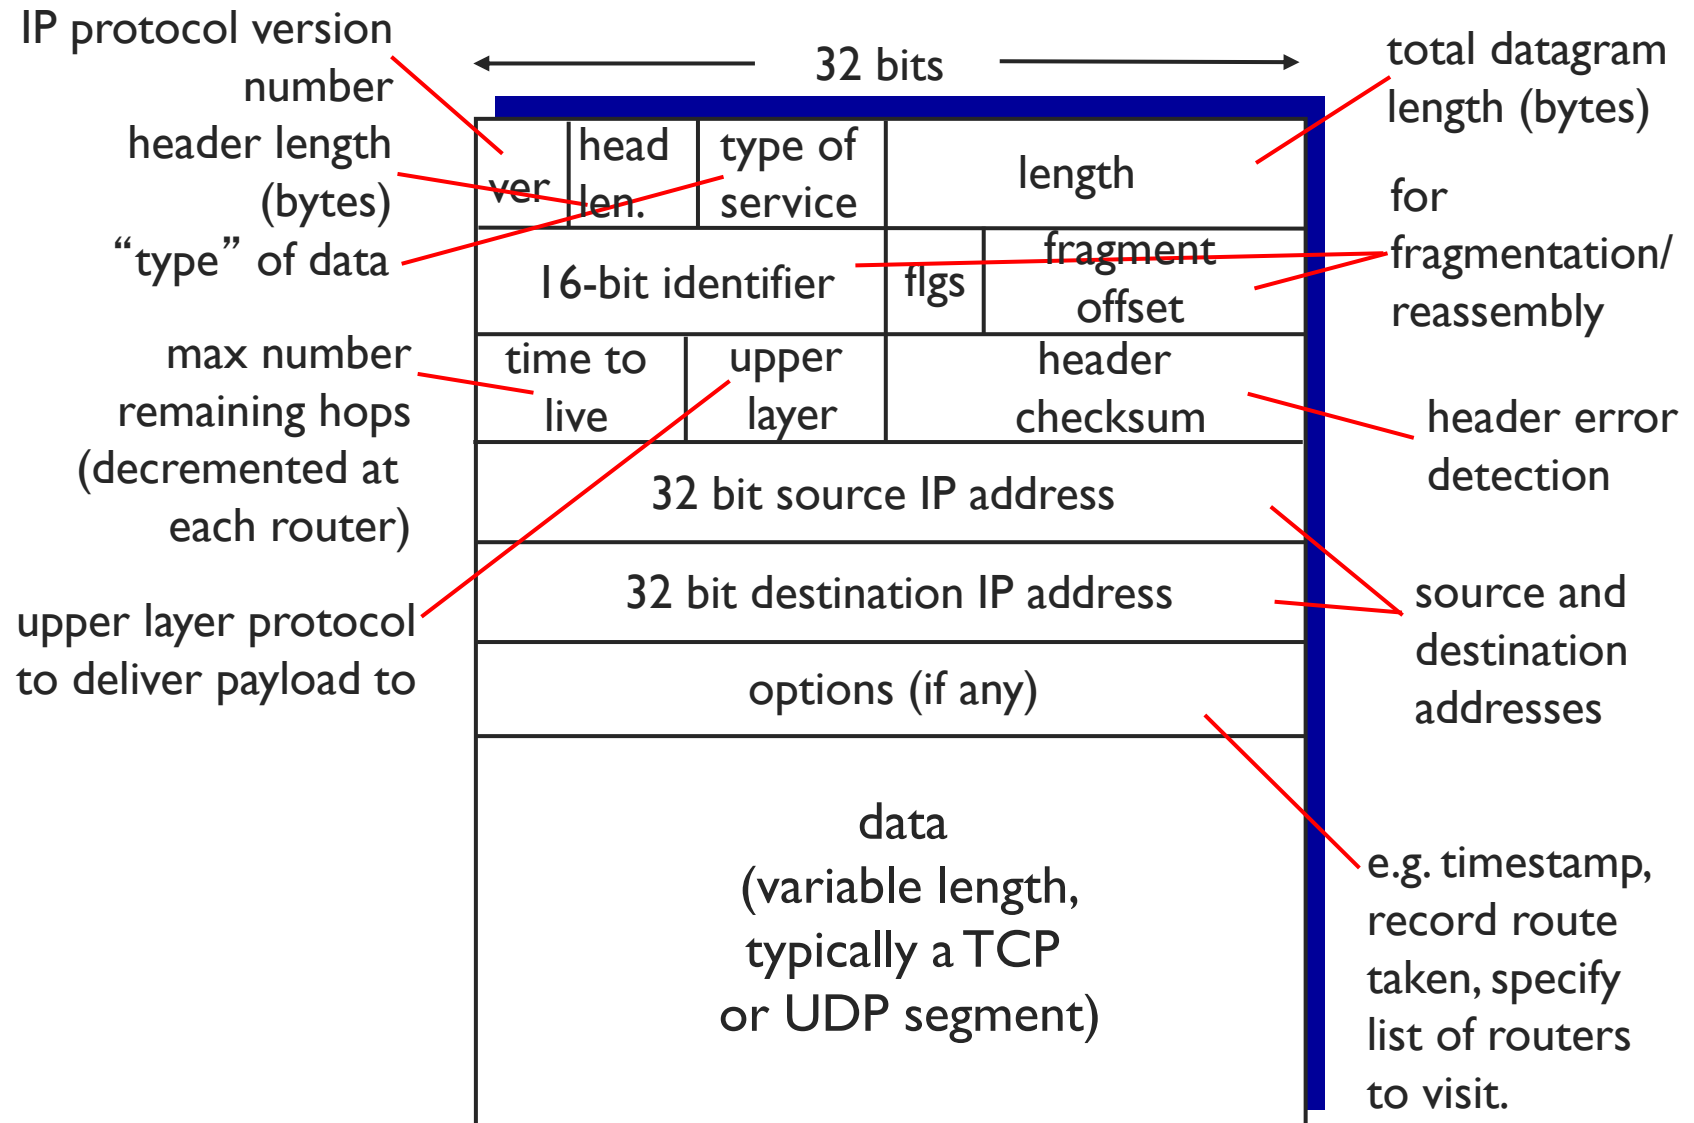 IP protocol version
number
header length
(bytes)
“type” of data
max number
remaining hops
(decremented at
each router)
upper layer protocol
to deliver payload to
32 bits
ver
head
len.
type of
service
length
16-bit identifier
flgs
fragment
offset
time to
live
upper
layer
header
checksum
32 bit source IP address
32 bit destination IP address
options (if any)
data
(variable length,
typically a TCP
or UDP segment)
total datagram
length (bytes)
for
fragmentation/
reassembly
header error
detection
source and
destination
addresses
e.g. timestamp,
record route
taken, specify
list of routers
to visit.